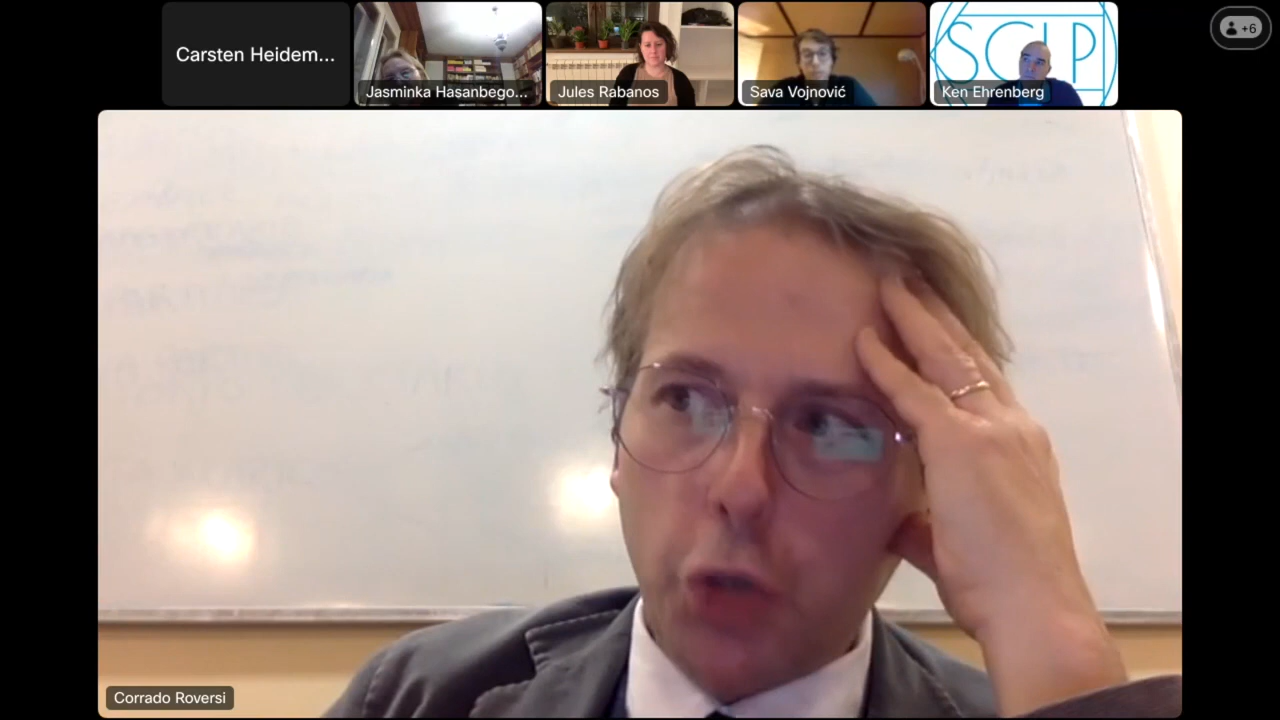 Carsten Heidem...
Jasminka Hasanbego...
Jules Rabanos
Sava Vojnović
SCLP
Ken Ehrenberg
+6
Corrado Roversi